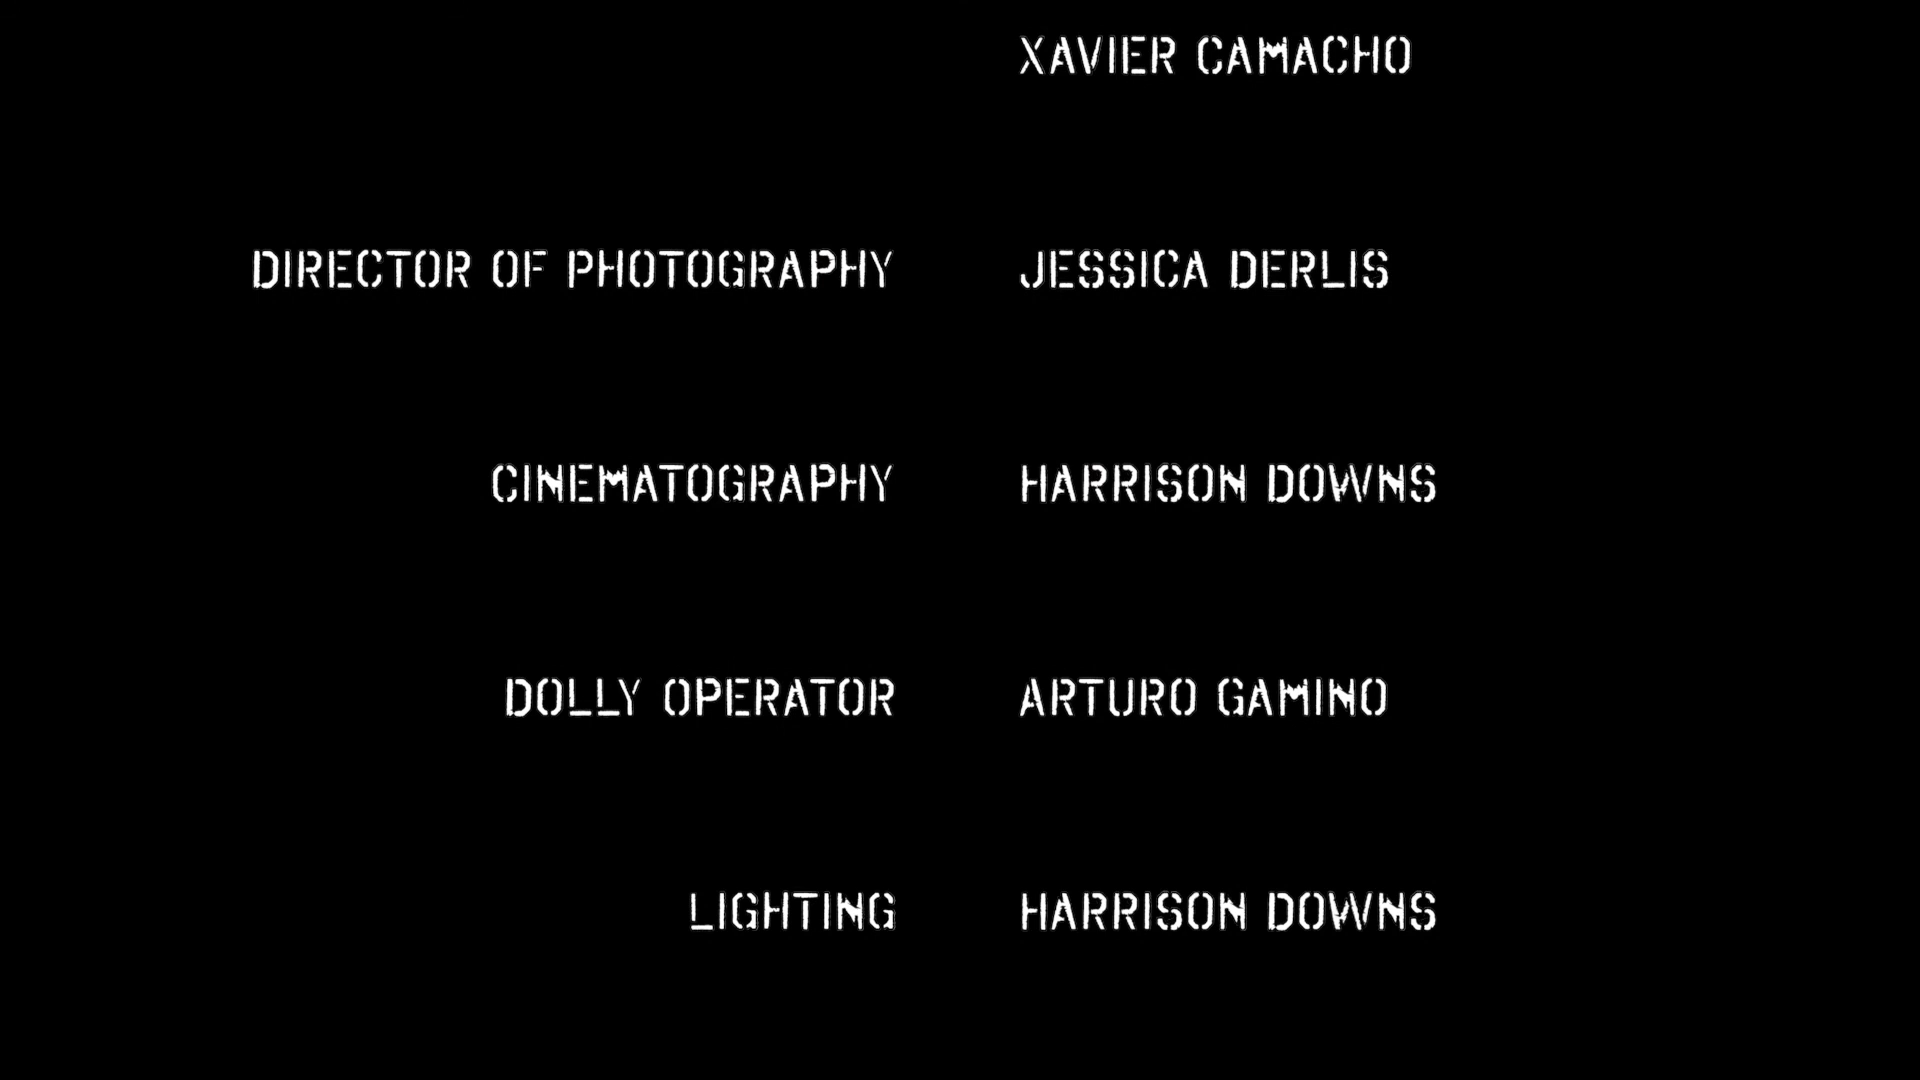 XAVIER CAMACHO
DIRECTOR OF PHOTOGRAPHY JESSICA DERLIS
CINEMATOGRAPHY HARRISON DOWNS
DOLLY OPERATOR ARTURO GAMINO
LIGHTING HARRISON DOWNS